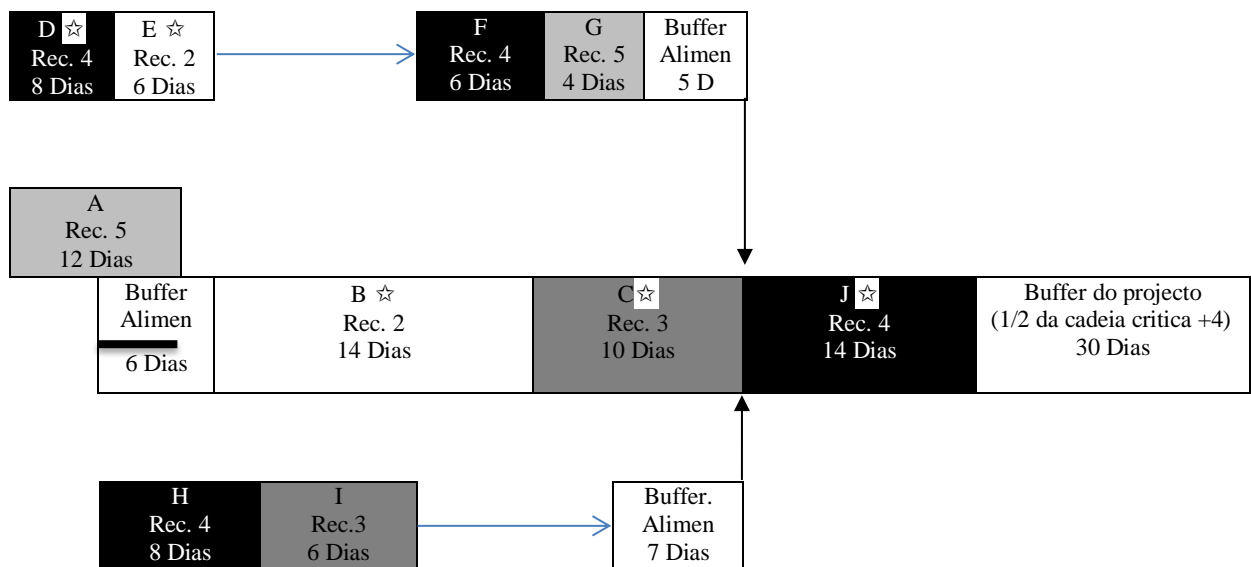 D ☆
Rec. 4
8 Dias
E ☆
Rec. 2
6 Dias
F
Rec. 4
6 Dias
G
Rec. 5
4 Dias
Buffer
Alimen
5 D
A
Rec. 5
12 Dias
Buffer
Alimen
6 Dias
B ☆
Rec. 2
14 Dias
C☆
Rec. 3
10 Dias
J ☆
Rec. 4
14 Dias
Buffer do projecto
(1/2 da cadeia critica +4)
30 Dias
H
Rec. 4
8 Dias
I
Rec.3
6 Dias
Buffer.
Alimen
7 Dias